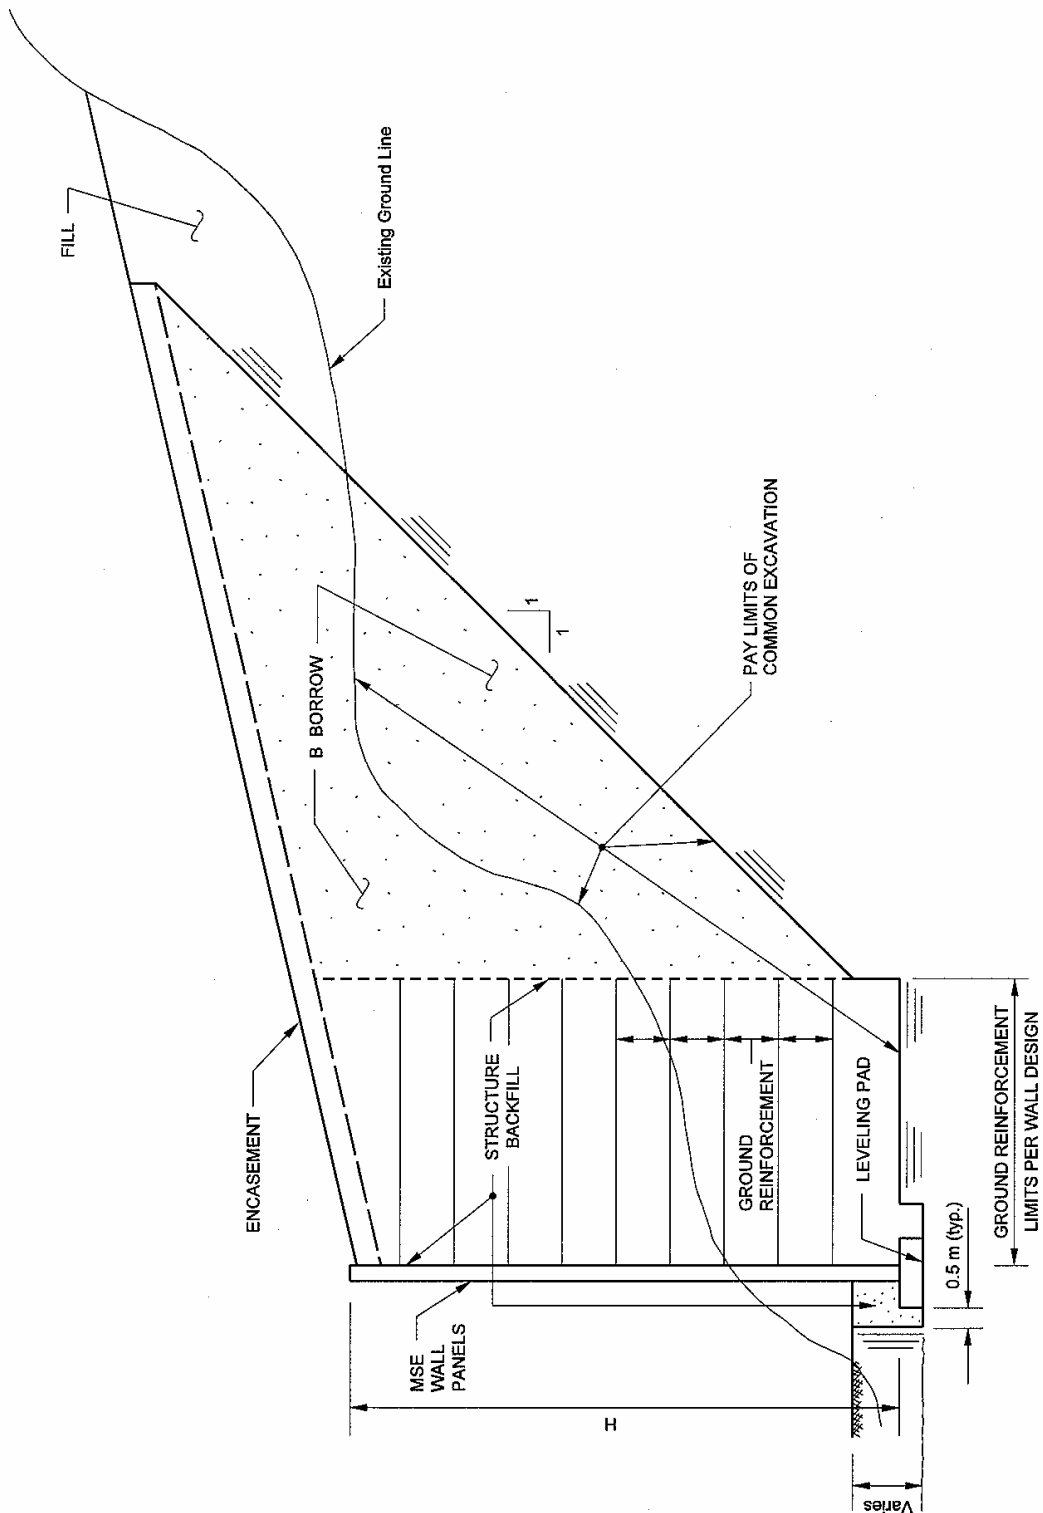 FILL
Existing Ground Line
B BORROW
1
1
PAY LIMITS OF
COMMON EXCAVATION
ENCASEMENT
STRUCTURE
BACKFILL
GROUND
REINFORCEMENT
LEVELING PAD
GROUND REINFORCEMENT
LIMITS PER WALL DESIGN
0.5 m (typ.)
MSE
WALL
PANELS
H
Varies